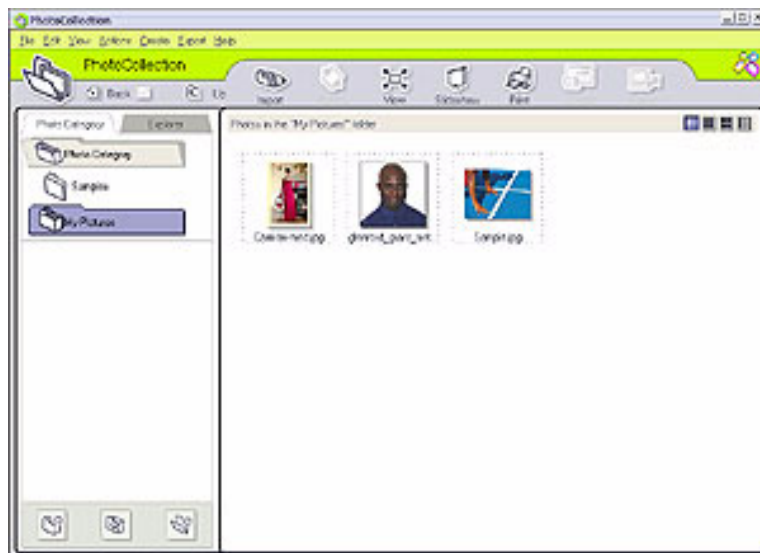 PhotoCollection
File Edit View Actions Create Export Help
PhotoCollection
Back Up Import View Slideshow Print
Photo Category Explorer
Photos in the "My Pictures" folder
Photo Category
Samples
My Pictures
Sample.jpg